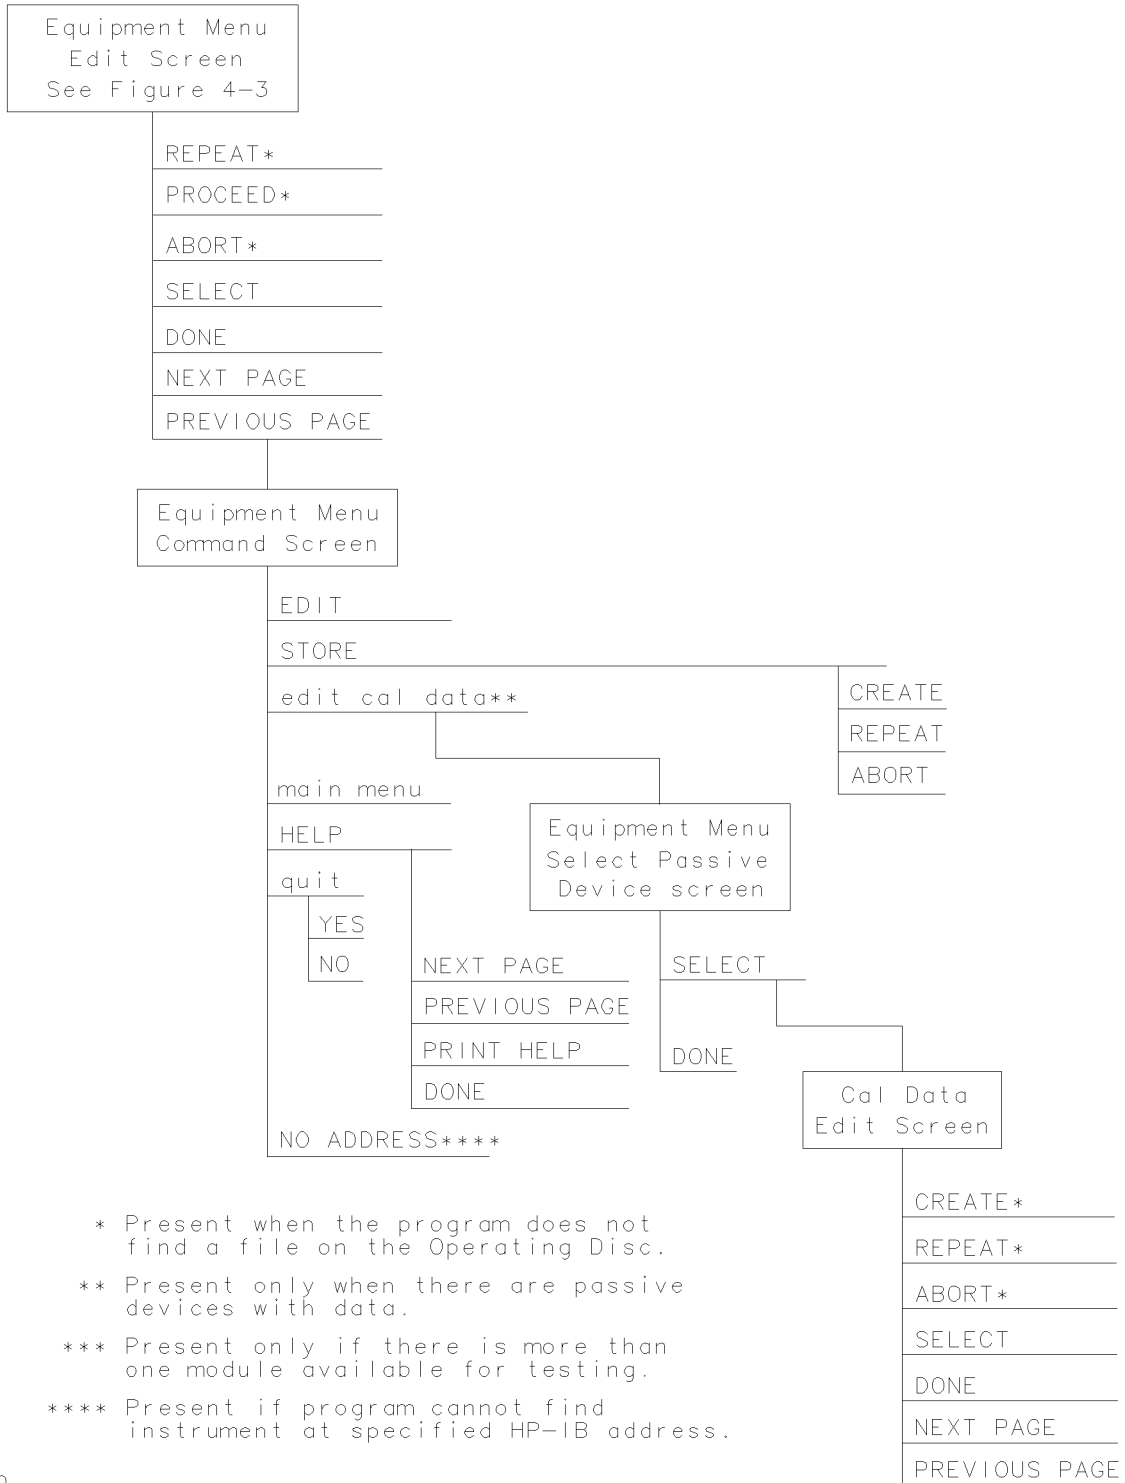 Equipment Menu
Edit Screen
See Figure 4-3
REPEAT*
PROCEED*
ABORT*
SELECT
DONE
NEXT PAGE
PREVIOUS PAGE
Equipment Menu
Command Screen
EDIT
STORE
CREATE
REPEAT
ABORT
edit cal data**
main menu
HELP
quit
YES
NO
NEXT PAGE
PREVIOUS PAGE
PRINT HELP
DONE
NO ADDRESS****
Equipment Menu
Select Passive
Device screen
SELECT
DONE
Cal Data
Edit Screen
CREATE*
REPEAT*
ABORT*
SELECT
DONE
NEXT PAGE
PREVIOUS PAGE
* Present when the program does not
find a file on the Operating Disc.
** Present only when there are passive
devices with data.
*** Present only if there is more than
one module available for testing.
**** Present if program cannot find
instrument at specified HP-IB address.